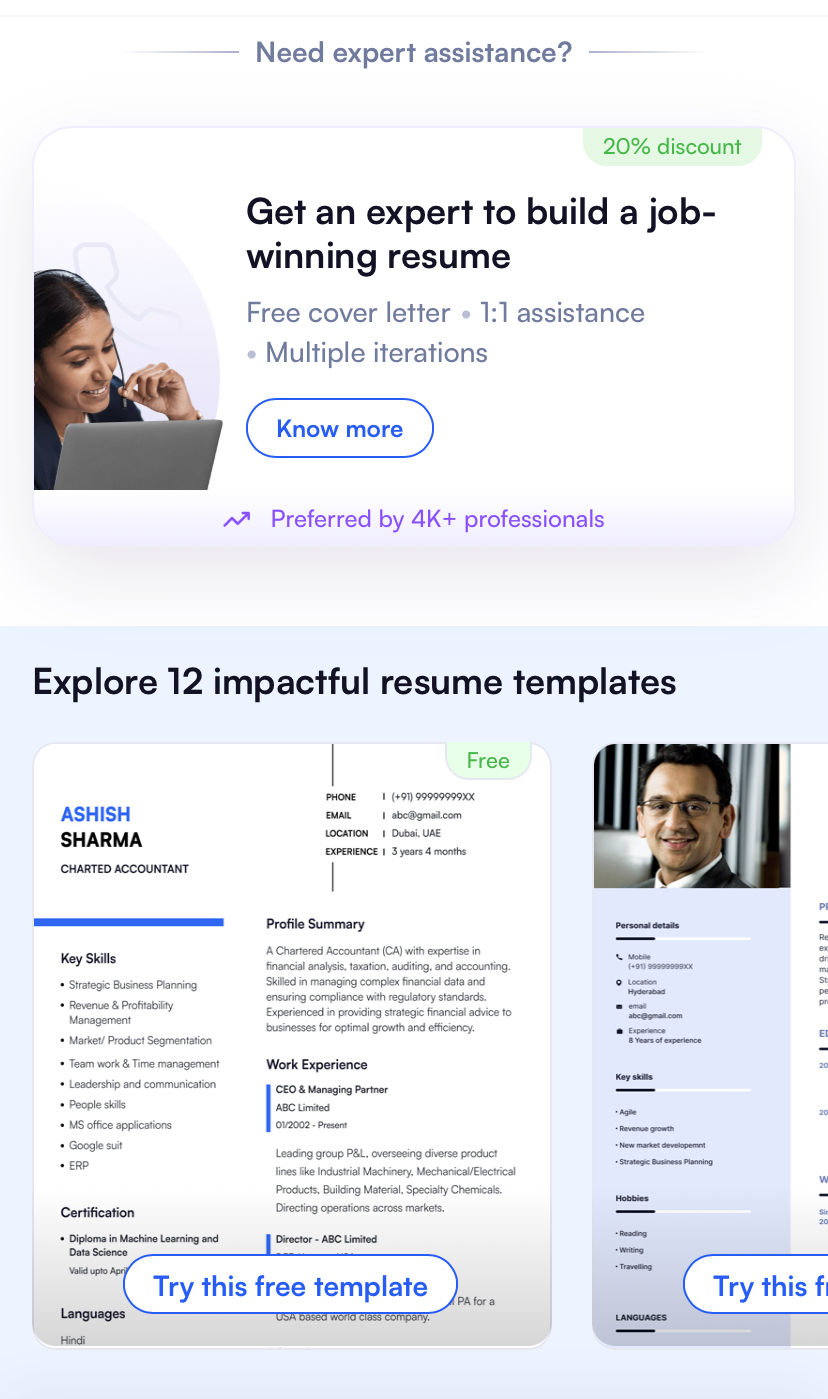 Need expert assistance?
20% discount
Get an expert to build a job-
winning resume
Free cover letter • 1:1 assistance
• Multiple iterations
Know more
Preferred by 4K+ professionals
Explore 12 impactful resume templates
Free
ASHISH
SHARMA
CHARTED ACCOUNTANT
PHONE | (+91) 99999999XX
EMAIL | abc@gmail.com
LOCATION | Dubai, UAE
EXPERIENCE | 3 years 4 months
Key Skills
• Strategic Business Planning
• Revenue & Profitability
Management
• Market/ Product Segmentation
• Team work & Time management
• Leadership and communication
• People skills
• MS office applications
• Google suit
• ERP
Certification
• Diploma in Machine Learning and
Data Science
Valid upto
Languages
Hindi
Profile Summary
A Chartered Accountant (CA) with expertise in
financial analysis, taxation, auditing, and accounting.
Skilled in managing complex financial data and
ensuring compliance with regulatory standards.
Experienced in providing strategic financial advice to
businesses for optimal growth and efficiency.
Work Experience
CEO & Managing Partner
ABC Limited
01/2002 - Present
Leading group P&L, overseeing diverse product
lines like Industrial Machinery, Mechanical/Electrical
Products, Building Material, Specialty Chemicals.
Directing operations across markets.
Director - ABC Limited
PA for a
USA based world class company.
Try this free template
Personal details
Mobile
(+91) 99999999XX
Location
Hyderabad
email
abc@gmail.com
Experience
8 Years of experience
Key skills
• Agile
• Revenue growth
• New market developemnt
• Strategic Business Planning
Hobbies
• Reading
• Writing
• Travelling
LANGUAGES
Try this